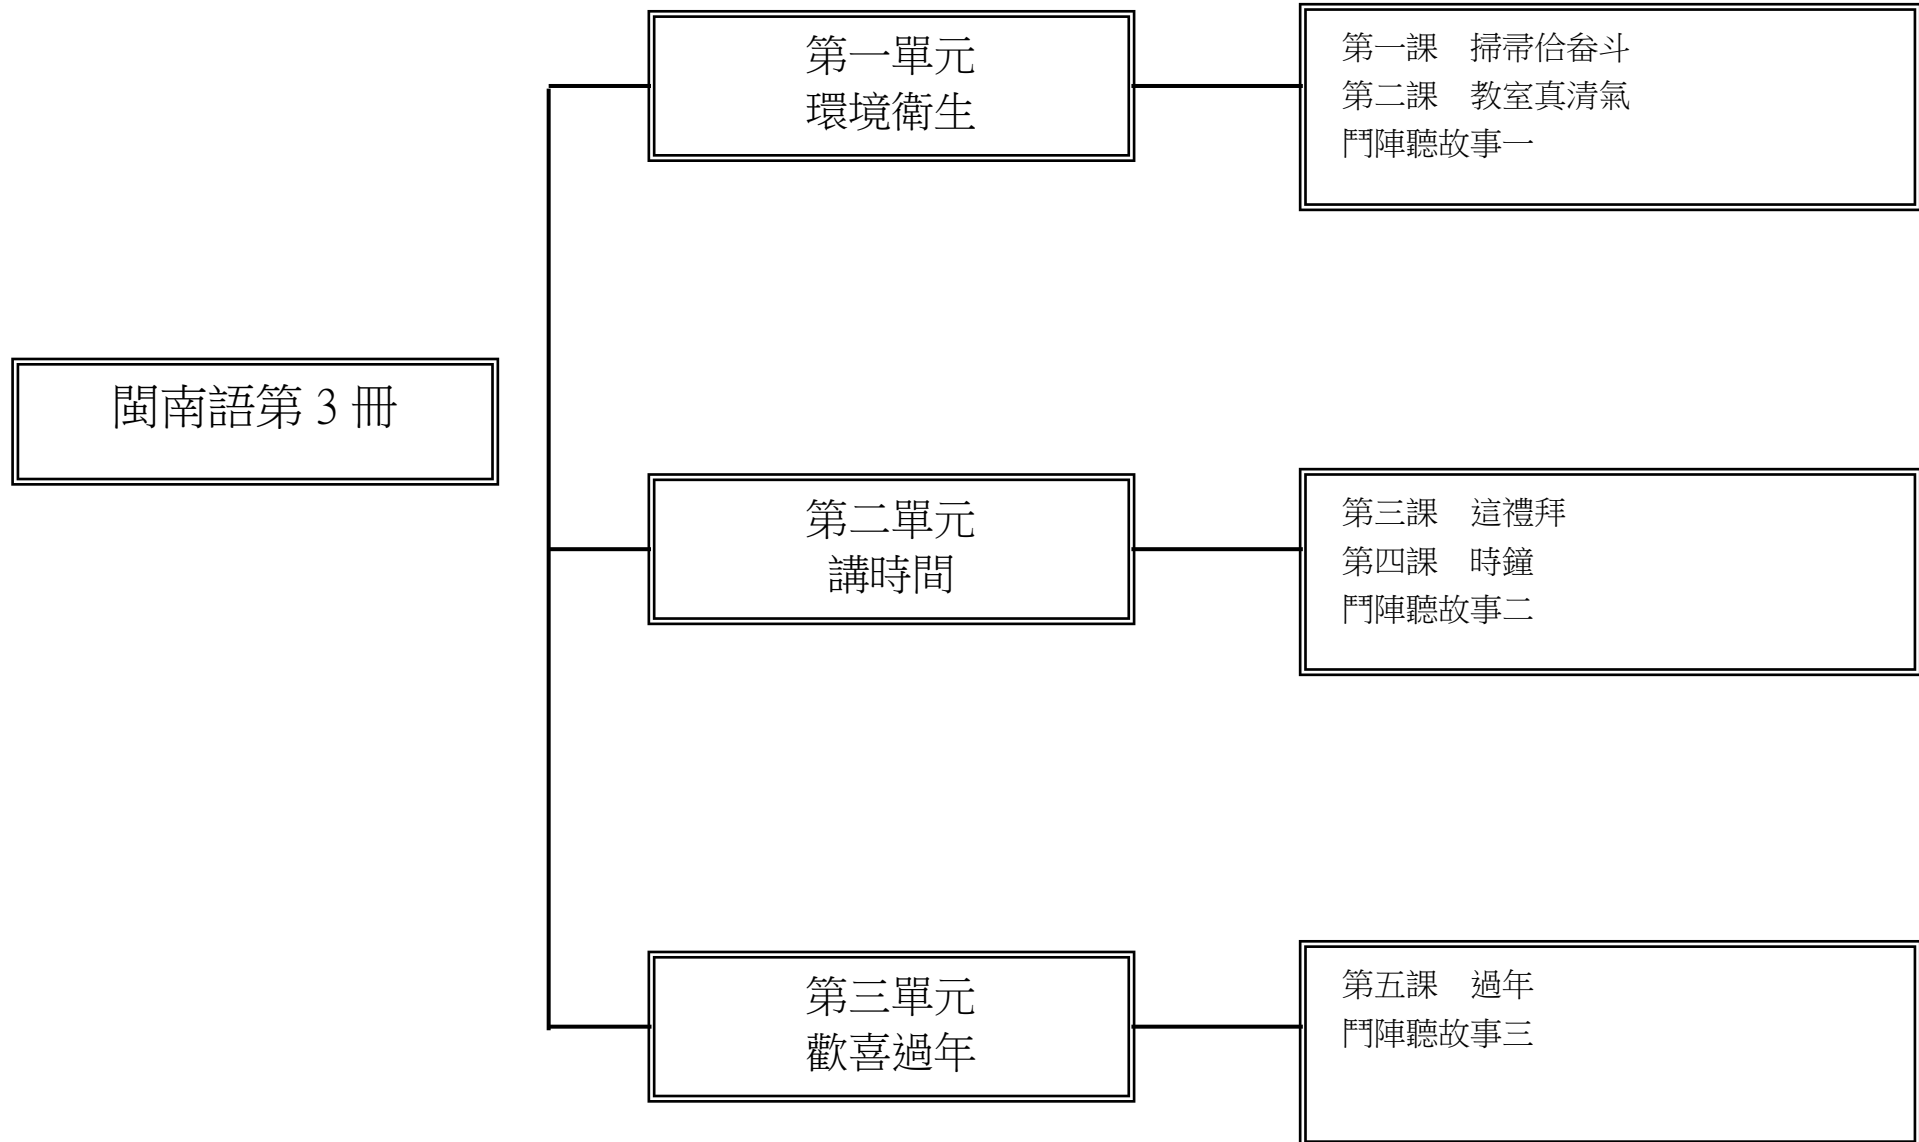 閩南語第 3 冊
第一單元
環境衛生
第一課　掃帚佮畚斗
第二課　教室真清氣
鬥陣聽故事一
第二單元
講時間
第三課　這禮拜
第四課　時鐘
鬥陣聽故事二
第三單元
歡喜過年
第五課　過年
鬥陣聽故事三